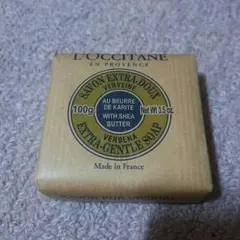 L'OCCITANE
EN PROVENCE
SAVON EXTRA-DOUX
VERVEINE
100g
AU BEURRE
DE KARITE
WITH SHEA
BUTTER
Net Wt. 3.5 oz.
VERBENA
EXTRA-GENTLE SOAP
Made in France